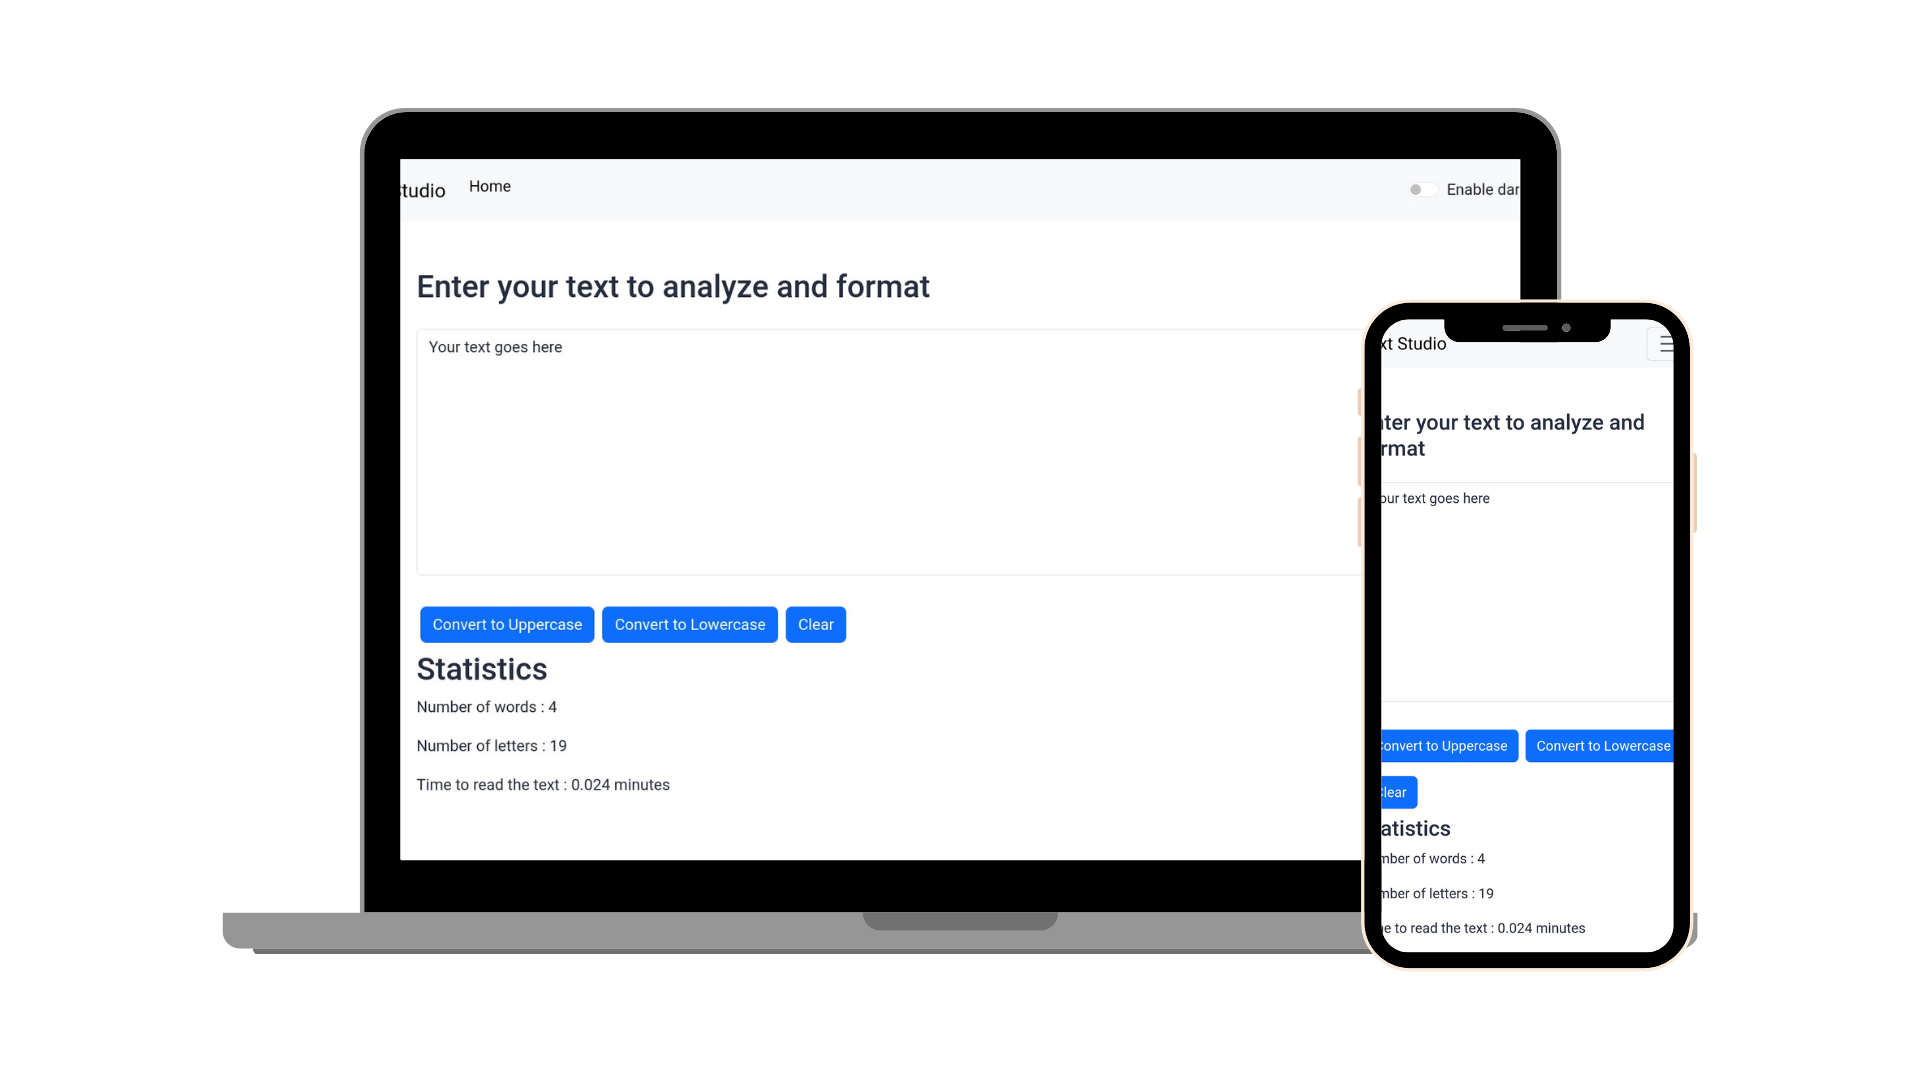 Studio Home Enable dar
Enter your text to analyze and format
Your text goes here
Convert to Uppercase Convert to Lowercase Clear
Statistics
Number of words : 4
Number of letters : 19
Time to read the text : 0.024 minutes
xt Studio
nter your text to analyze and
rmat
our text goes here
Convert to Uppercase Convert to Lowercase
Clear
atistics
mber of words : 4
mber of letters : 19
e to read the text : 0.024 minutes